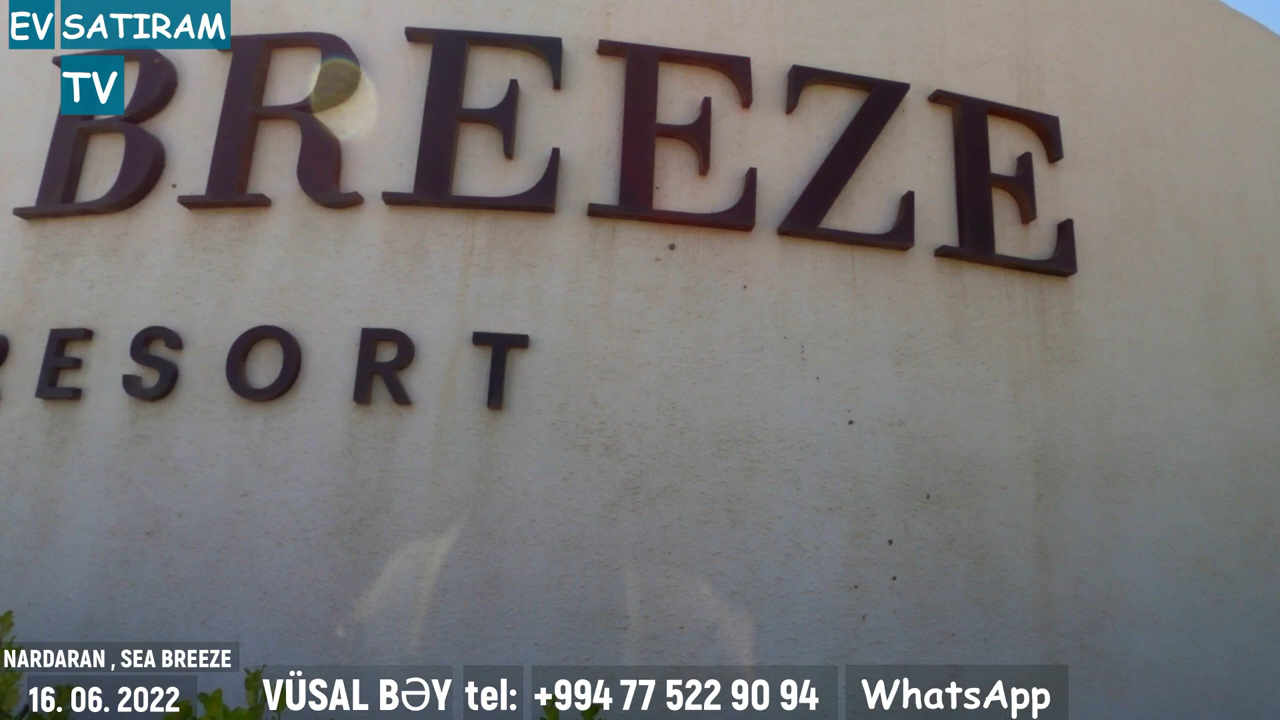 EV SATIRAM
TV
BREEZE
RESORT
NARDARAN , SEA BREEZE
16. 06. 2022
VÜSAL BƏY tel: +994 77 522 90 94 WhatsApp